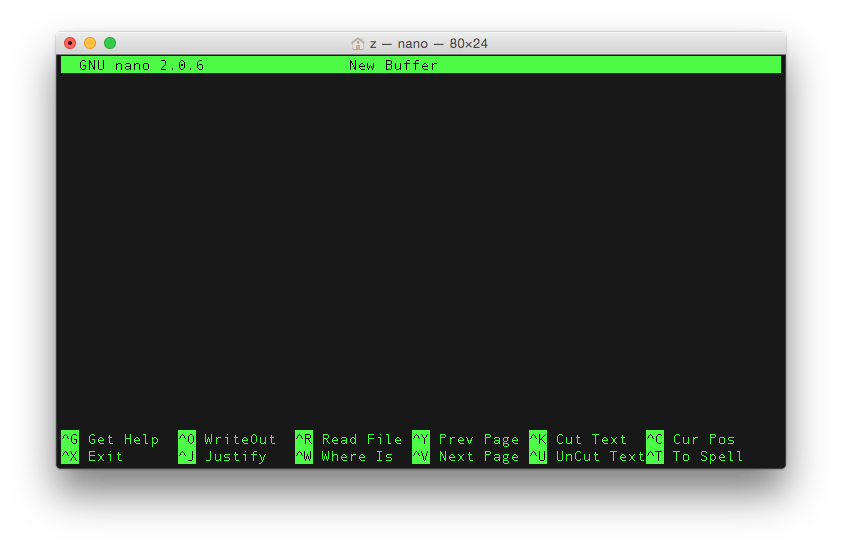 z — nano — 80×24
GNU nano 2.0.6 New Buffer
^G Get Help ^O WriteOut ^R Read File ^Y Prev Page ^K Cut Text ^C Cur Pos
^X Exit ^J Justify ^W Where Is ^V Next Page ^U UnCut Text ^T To Spell